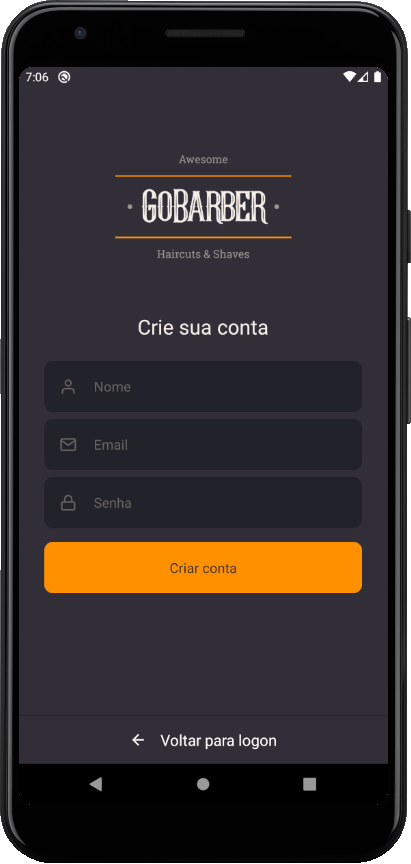 7:06
Awesome
GOBARBER
Haircuts & Shaves
Crie sua conta
Nome
Email
Senha
Criar conta
Voltar para logon